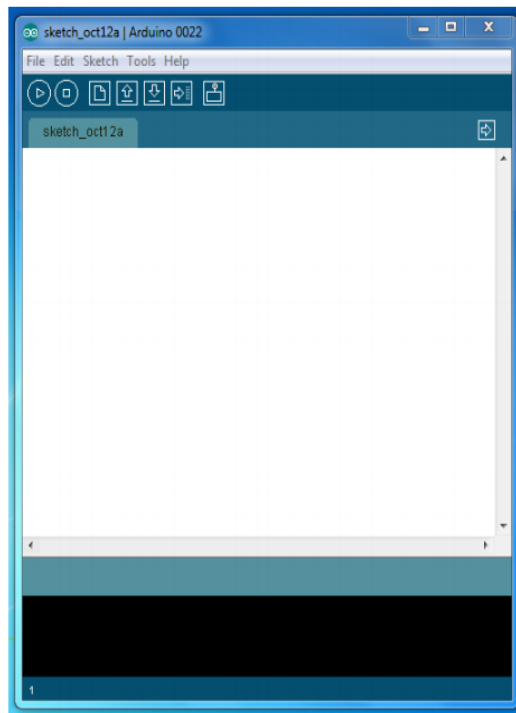 sketch_oct12a | Arduino 0022
File Edit Sketch Tools Help
sketch_oct12a
1